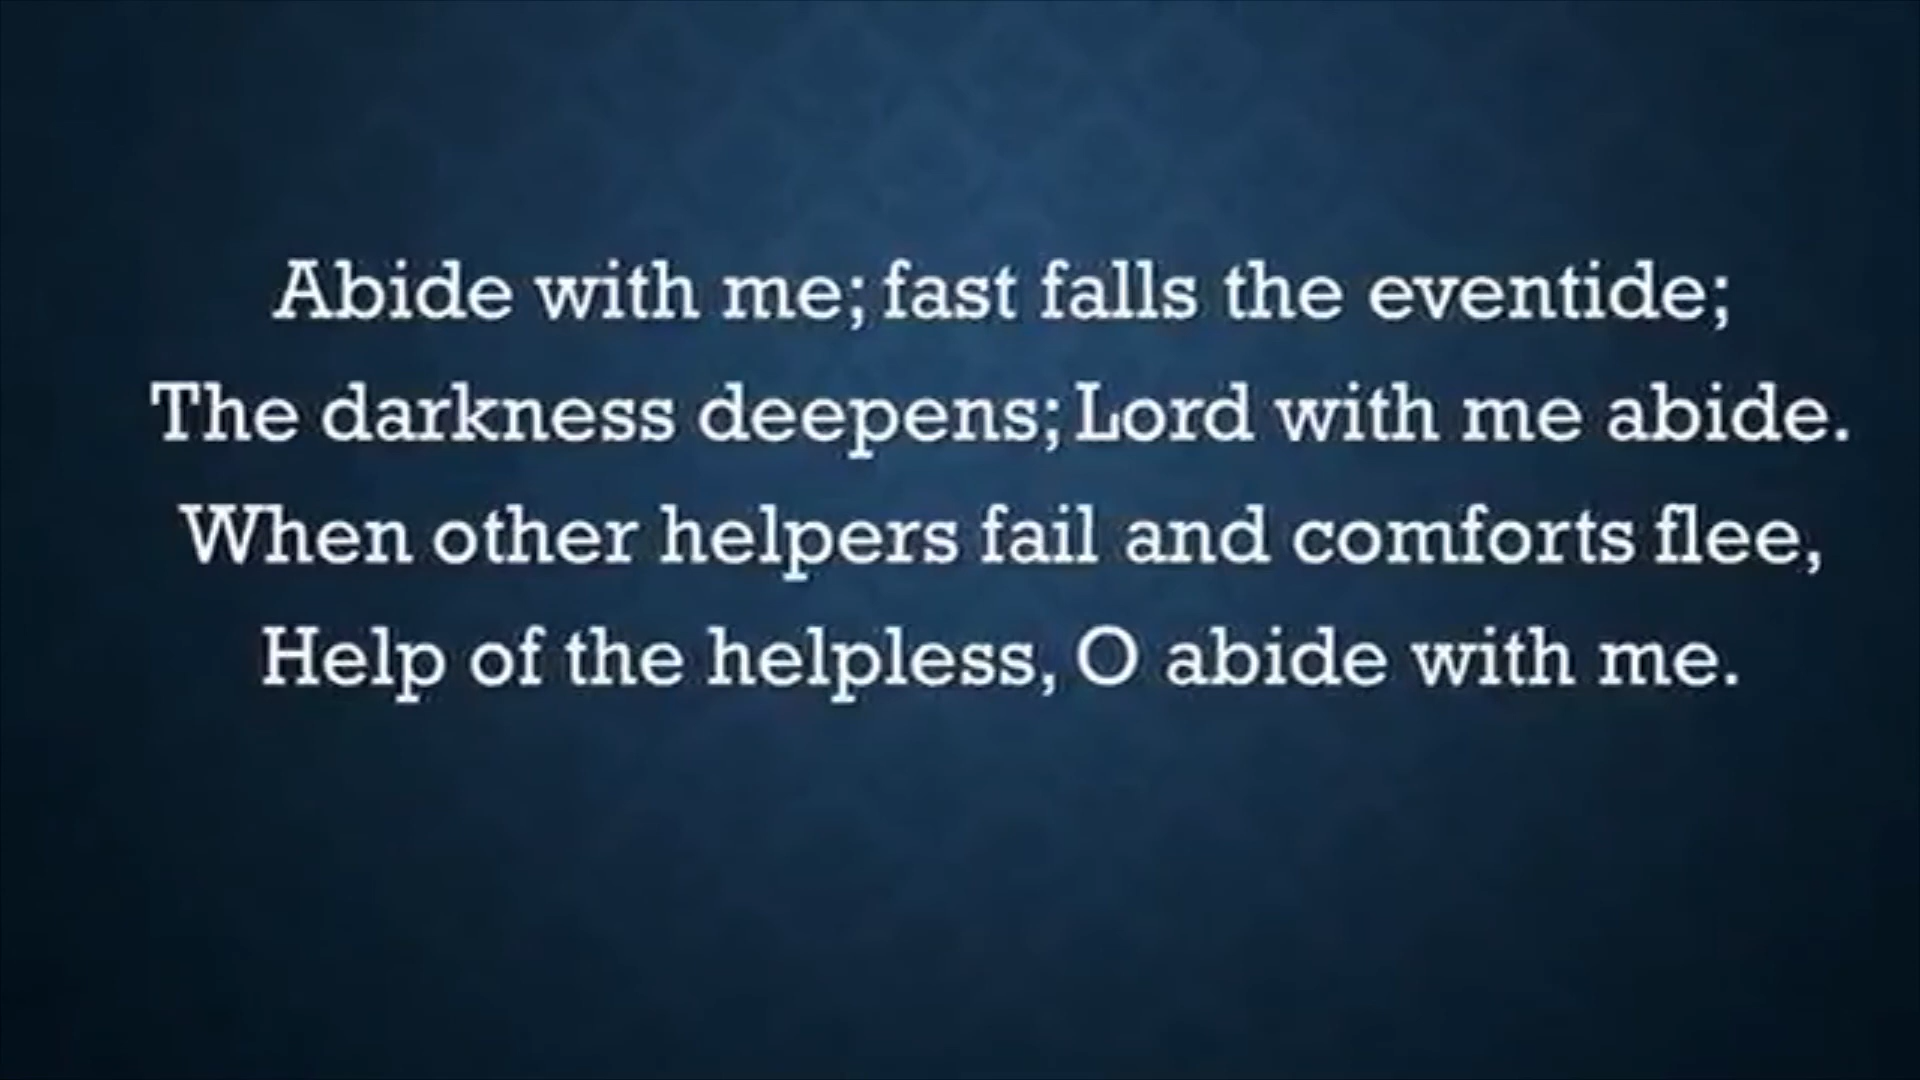 Abide with me; fast falls the eventide;
The darkness deepens; Lord with me abide.
When other helpers fail and comforts flee,
Help of the helpless, O abide with me.